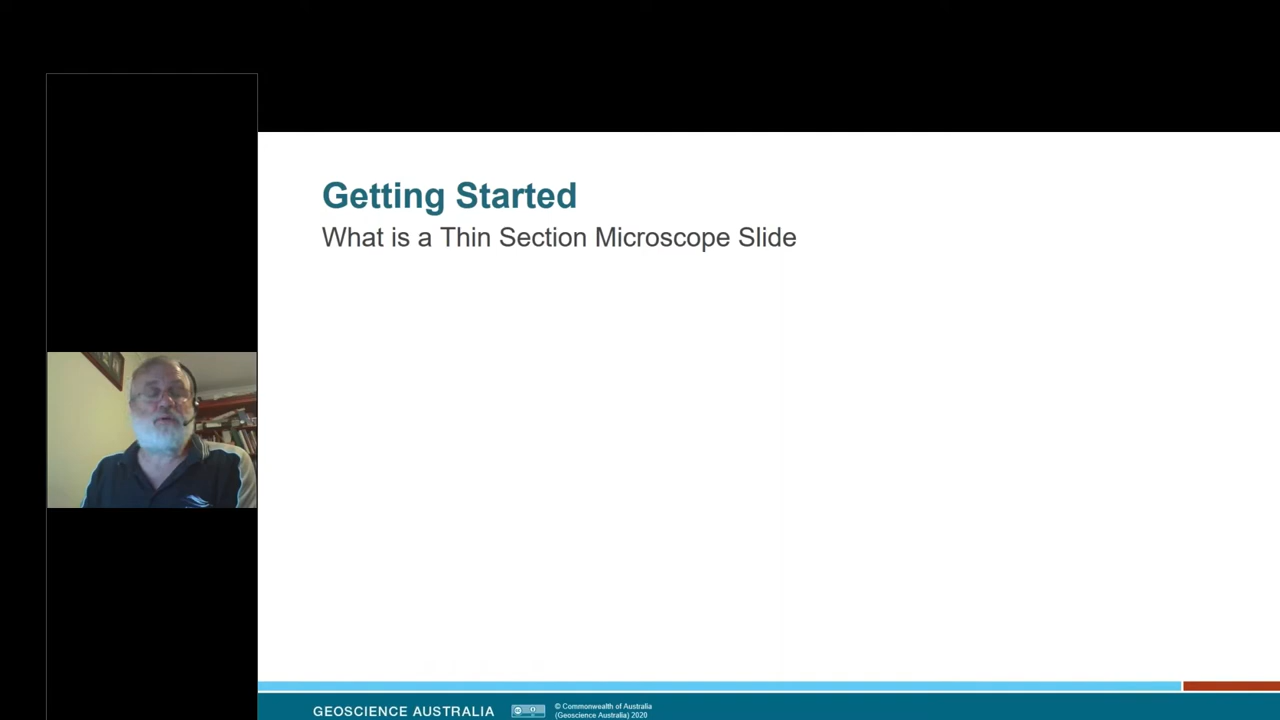 Getting Started
What is a Thin Section Microscope Slide
GEOSCIENCE AUSTRALIA
© Commonwealth of Australia
(Geoscience Australia) 2020